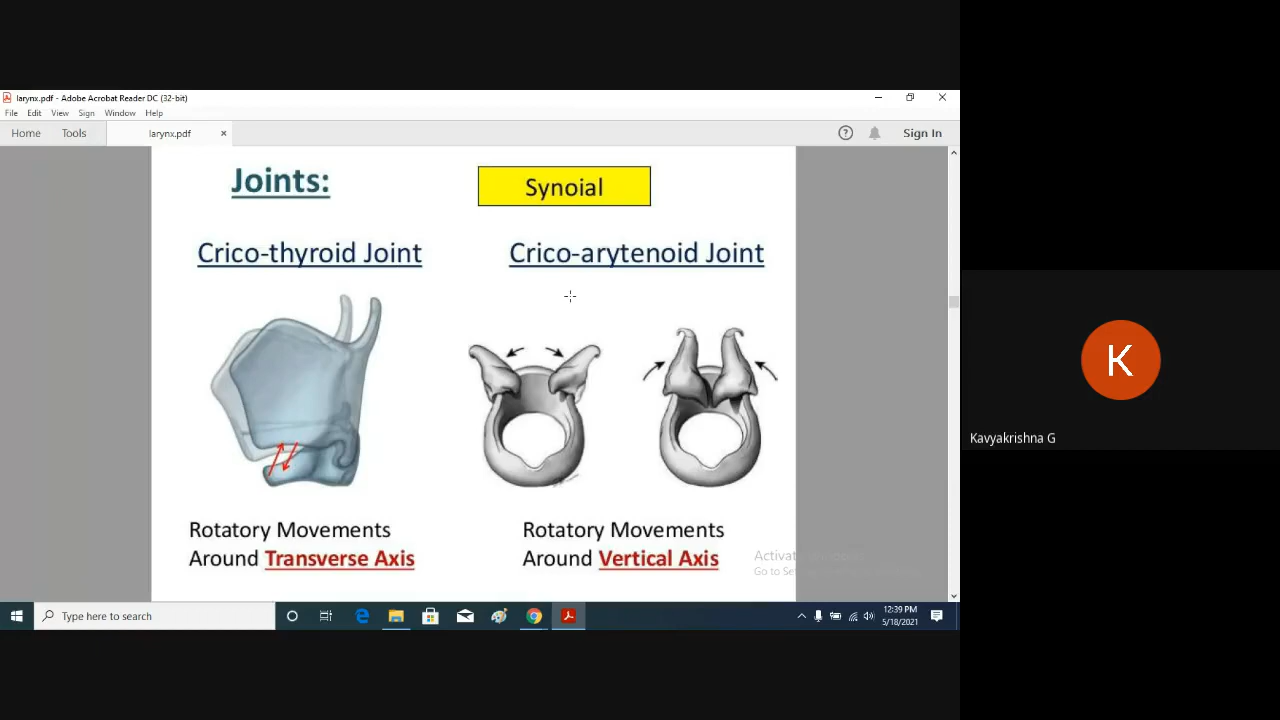 larynx.pdf - Adobe Acrobat Reader DC (32-bit)
File Edit View Sign Window Help
Home Tools larynx.pdf × ? Sign In
Joints:
Synoial
Crico-thyroid Joint
Crico-arytenoid Joint
Rotatory Movements
Around Transverse Axis
Rotatory Movements
Around Vertical Axis
Go to
Type here to search
12:39 PM
5/18/2021
K
Kavyakrishna G